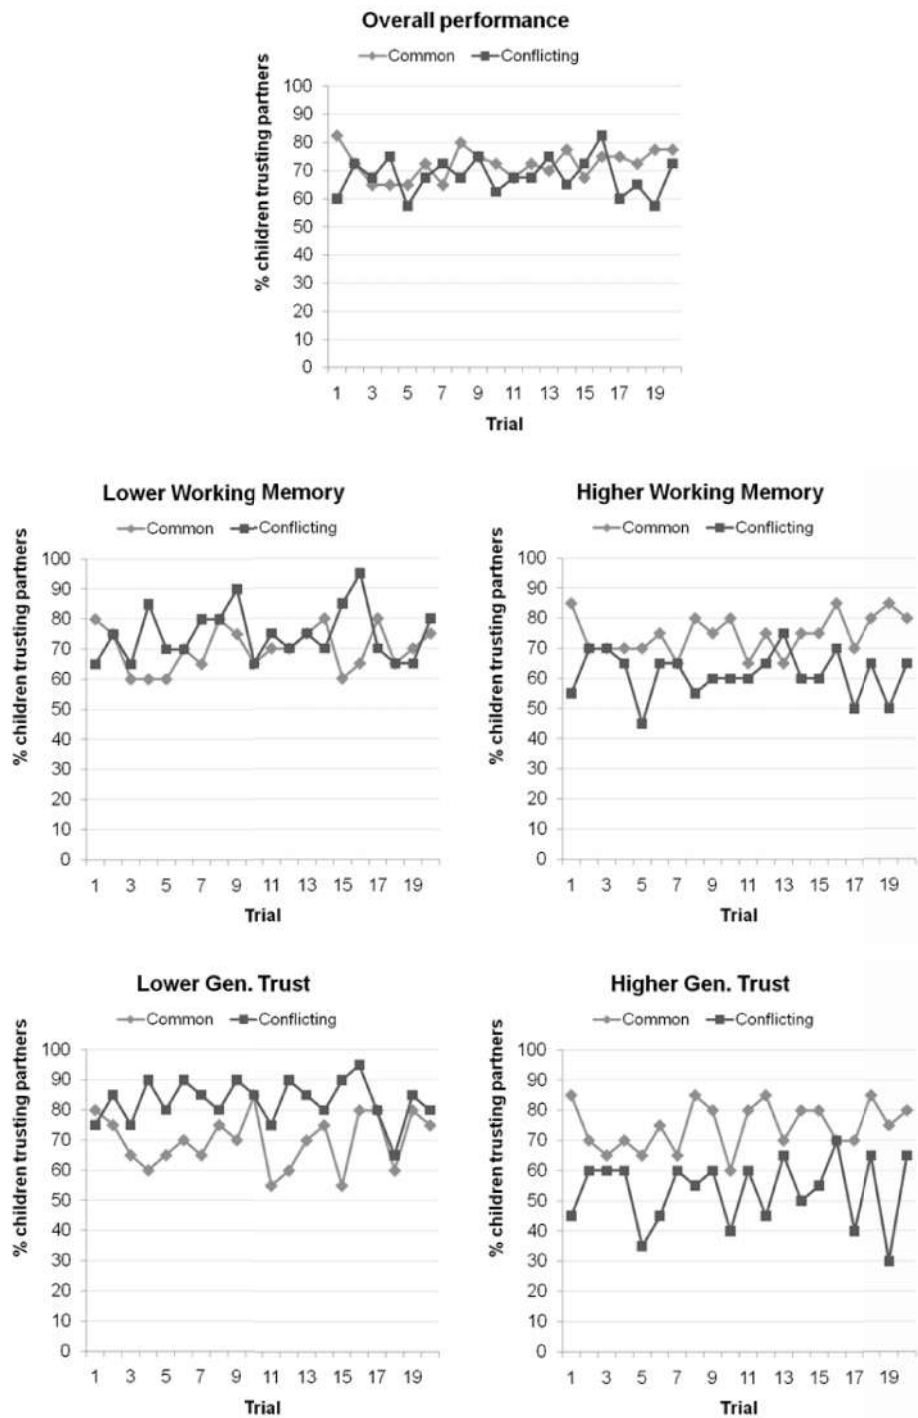 Overall performance
Common Conflicting
% children trusting partners
100
90
80
70
60
50
40
30
20
10
0
1 3 5 7 9 11 13 15 17 19
Trial
Lower Working Memory
Common Conflicting
% children trusting partners
100
90
80
70
60
50
40
30
20
10
0
1 3 5 7 9 11 13 15 17 19
Trial
Higher Working Memory
Common Conflicting
% children trusting partners
100
90
80
70
60
50
40
30
20
10
0
1 3 5 7 9 11 13 15 17 19
Trial
Lower Gen. Trust
Common Conflicting
% children trusting partners
100
90
80
70
60
50
40
30
20
10
0
1 3 5 7 9 11 13 15 17 19
Trial
Higher Gen. Trust
Common Conflicting
% children trusting partners
100
90
80
70
60
50
40
30
20
10
0
1 3 5 7 9 11 13 15 17 19
Trial